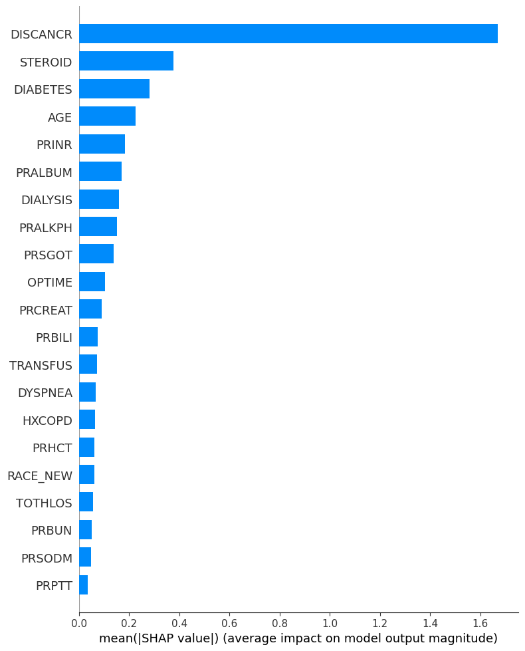 DISCANCR
STEROID
DIABETES
AGE
PRINR
PRALBUM
DIALYSIS
PRALKPH
PRSGOT
OPTIME
PRCREAT
PRBILI
TRANSFUS
DYSPNEA
HXCOPD
PRHCT
RACE_NEW
TOTHLOS
PRBUN
PRSODM
PRPTT
0.0 0.2 0.4 0.6 0.8 1.0 1.2 1.4 1.6
mean(|SHAP value|) (average impact on model output magnitude)